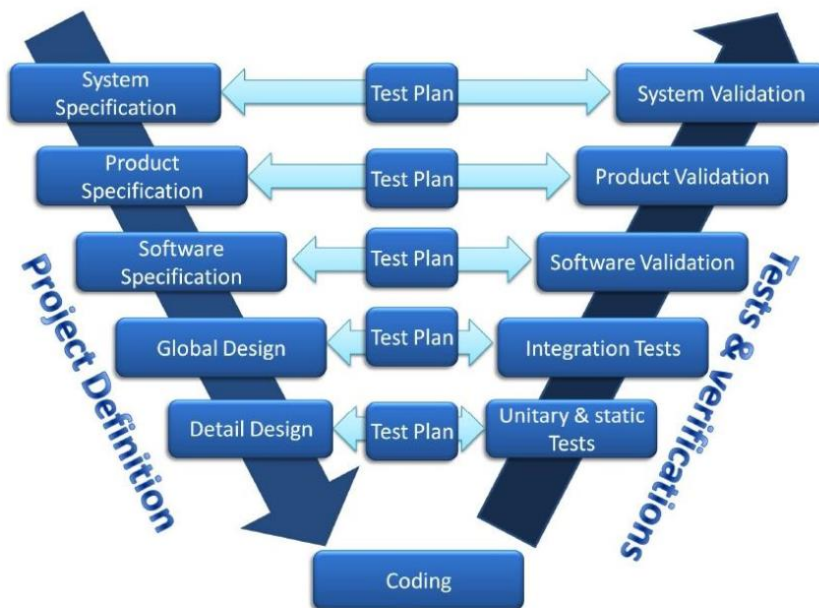 System
Specification
Test Plan
System Validation
Product
Specification
Test Plan
Product Validation
Software
Specification
Test Plan
Software Validation
Global Design
Test Plan
Integration Tests
Detail Design
Test Plan
Unitary & static
Tests
Project Definition
Tests & verifications
Coding